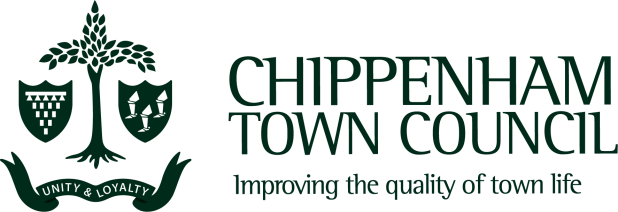 UNITY & LOYALTY
CHIPPENHAM
TOWN COUNCIL
Improving the quality of town life